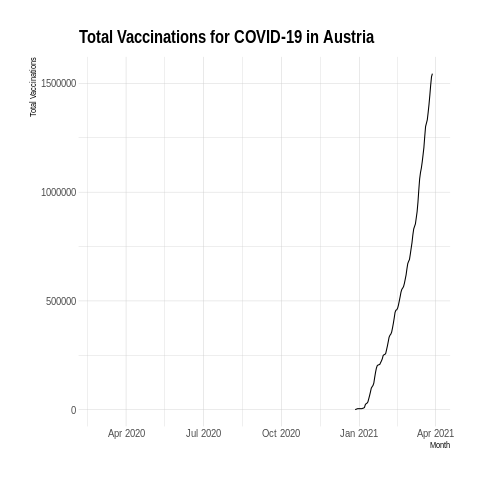 Total Vaccinations for COVID-19 in Austria
Total Vaccinations
1500000
1000000
500000
0
Apr 2020 Jul 2020 Oct 2020 Jan 2021 Apr 2021
Month